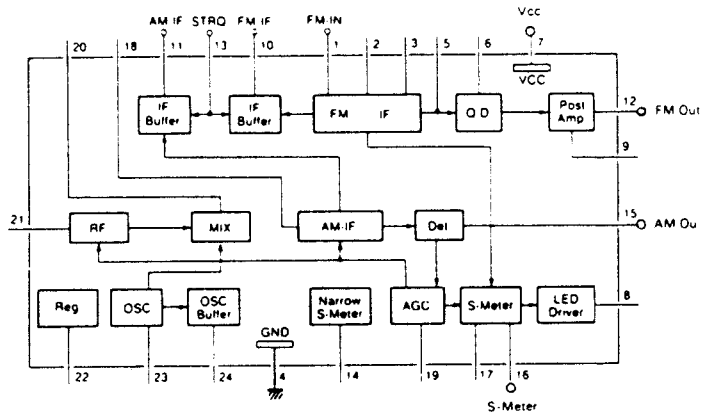 AM·IF STRQ FM·IF FM·IN Vcc
20 18 11 13 10 1 2 3 5 6 7
VCC
IF Buffer
IF Buffer
FM IF
Q D
Post Amp
12 FM Out
9
21
RF
MIX
AM·IF
Det
15 AM Ou
Reg
OSC
OSC Buffer
Narrow S-Meter
AGC
S-Meter
LED Driver
8
GND
22 23 24 4 14 19 17 16
S-Meter